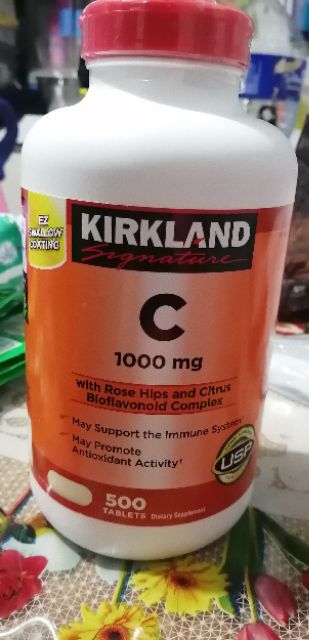 EZ
SWALLOW
COATING
KIRKLAND
Signature
C
1000 mg
with Rose Hips and Citrus
Bioflavonoid Complex
May Support the Immune System†
May Promote
Antioxidant Activity†
USP
500
TABLETS Dietary Supplement